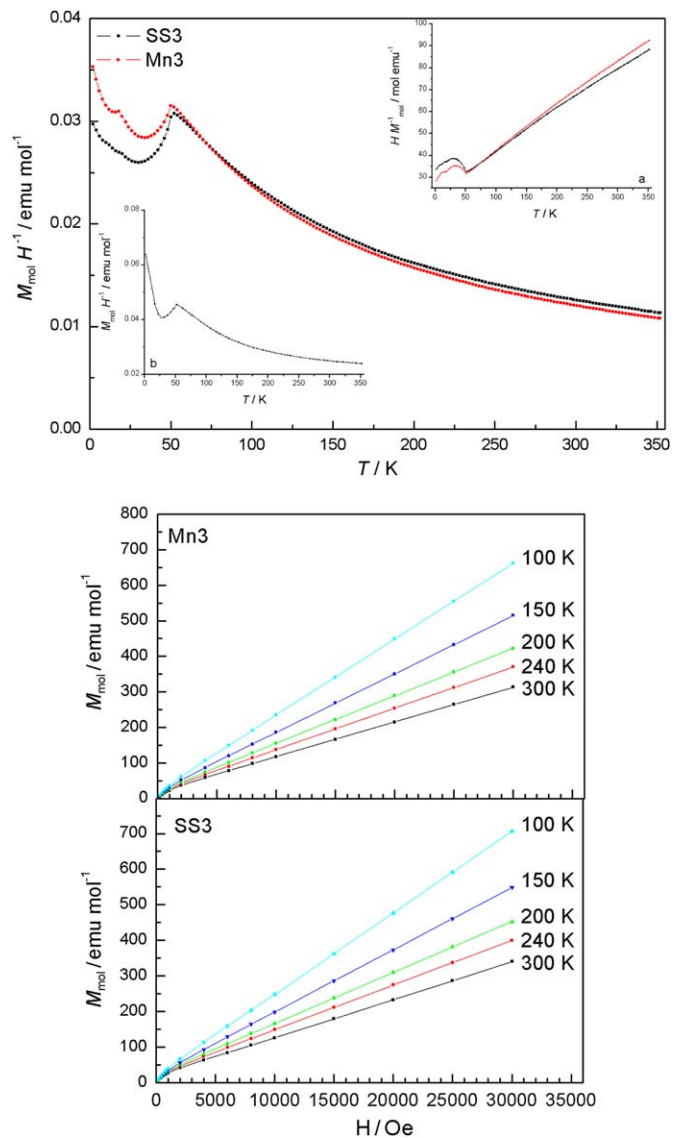 0.04
0.03
0.02
0.01
0.00
M_mol H^-1 / emu mol^-1
SS3
Mn3
100
90
80
70
60
50
40
30
H M^-1_mol / mol emu^-1
a
0 50 100 150 200 250 300 350
T / K
0.08
0.06
0.04
0.02
M_mol H^-1 / emu mol^-1
b
0 50 100 150 200 250 300 350
T / K
0 50 100 150 200 250 300 350
T / K
800
700
600
500
400
300
200
100
0
M_mol / emu mol^-1
Mn3
100 K
150 K
200 K
240 K
300 K
700
600
500
400
300
200
100
0
M_mol / emu mol^-1
SS3
100 K
150 K
200 K
240 K
300 K
0 5000 10000 15000 20000 25000 30000 35000
H / Oe